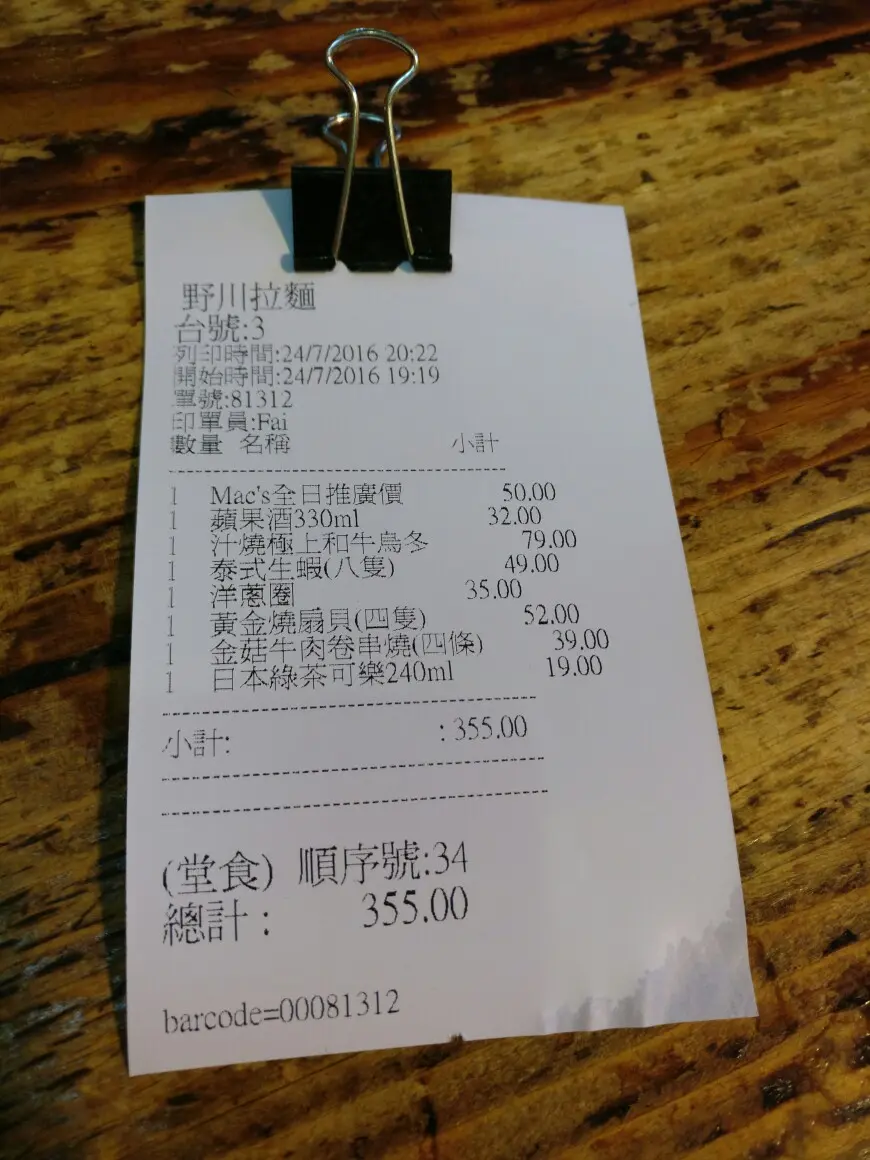 野川拉麵
台號:3
列印時間:24/7/2016 20:22
開始時間:24/7/2016 19:19
單號:81312
印單員:Fai
數量 名稱 小計
1 Mac's全日推廣價 50.00
1 蘋果酒330ml 32.00
1 汁燒極上和牛烏冬 79.00
1 泰式生蝦(八隻) 49.00
1 洋蔥圈 35.00
1 黃金燒扇貝(四隻) 52.00
1 金菇牛肉卷串燒(四條) 39.00
1 日本綠茶可樂240ml 19.00
小計: : 355.00
(堂食) 順序號:34
總計 : 355.00
barcode=00081312